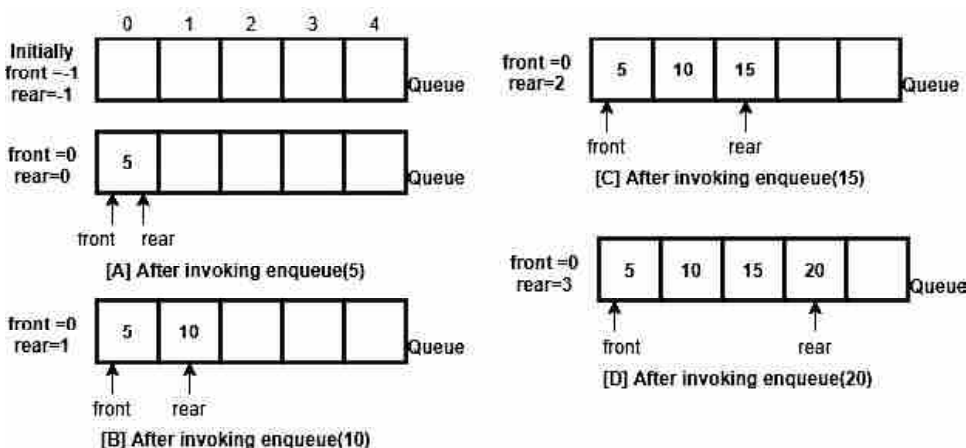 0 1 2 3 4
Initially
front =-1
rear=-1
Queue
front =0
rear=0
5
Queue
front rear
[A] After invoking enqueue(5)
front =0
rear=1
5 10
Queue
front rear
[B] After invoking enqueue(10)
front =0
rear=2
5 10 15
Queue
front rear
[C] After invoking enqueue(15)
front =0
rear=3
5 10 15 20
Queue
front rear
[D] After invoking enqueue(20)